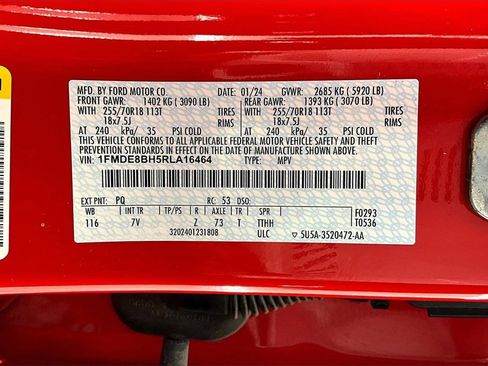 MFD. BY FORD MOTOR CO. 01/24 GVWR: 2685 KG ( 5920 LB)
FRONT GAWR: 1402 KG ( 3090 LB) REAR GAWR: 1393 KG ( 3070 LB)
WITH 255/70R18 113T TIRES WITH 255/70R18 113T TIRES
18x7.5J RIMS 18x7.5J RIMS
AT 240 kPa/ 35 PSI COLD AT 240 kPa/ 35 PSI COLD
THIS VEHICLE CONFORMS TO ALL APPLICABLE FEDERAL MOTOR VEHICLE SAFETY, BUMPER, AND THEFT PREVENTION STANDARDS IN EFFECT ON THE DATE OF MANUFACTURE SHOWN ABOVE.
VIN: 1FMDE8BH5RLA16464 TYPE: MPV
EXT PNT: PQ RC: 53 DSO:
WB INT TR TP/PS R AXLE TR SPR F0293
116 7V Z 73 T TTHH T0536
3202401231808 ULC ▽ 5U5A-3520472-AA